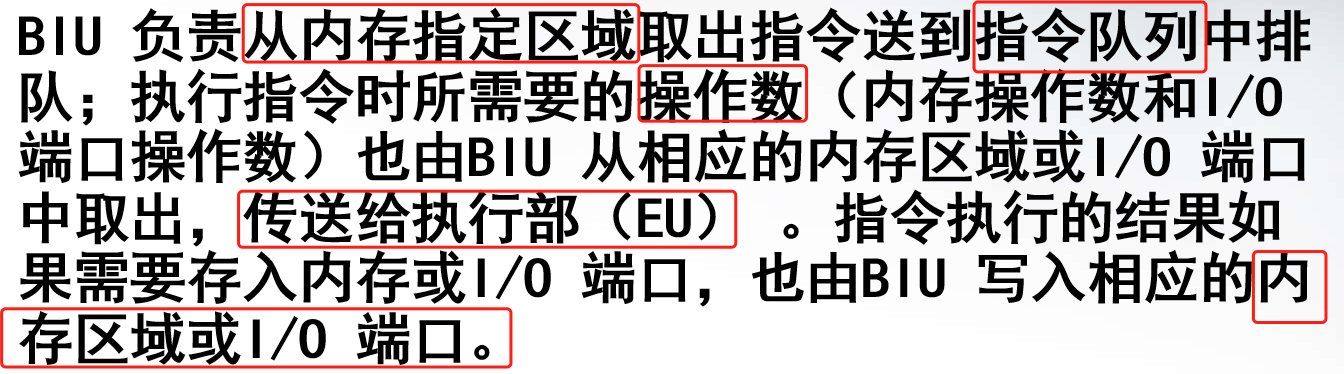 BIU 负责从内存指定区域取出指令送到指令队列中排
队；执行指令时所需要的操作数（内存操作数和I/O
端口操作数）也由BIU 从相应的内存区域或I/O 端口
中取出，传送给执行部（EU） 。指令执行的结果如
果需要存入内存或I/O 端口，也由BIU 写入相应的内
存区域或I/O 端口。